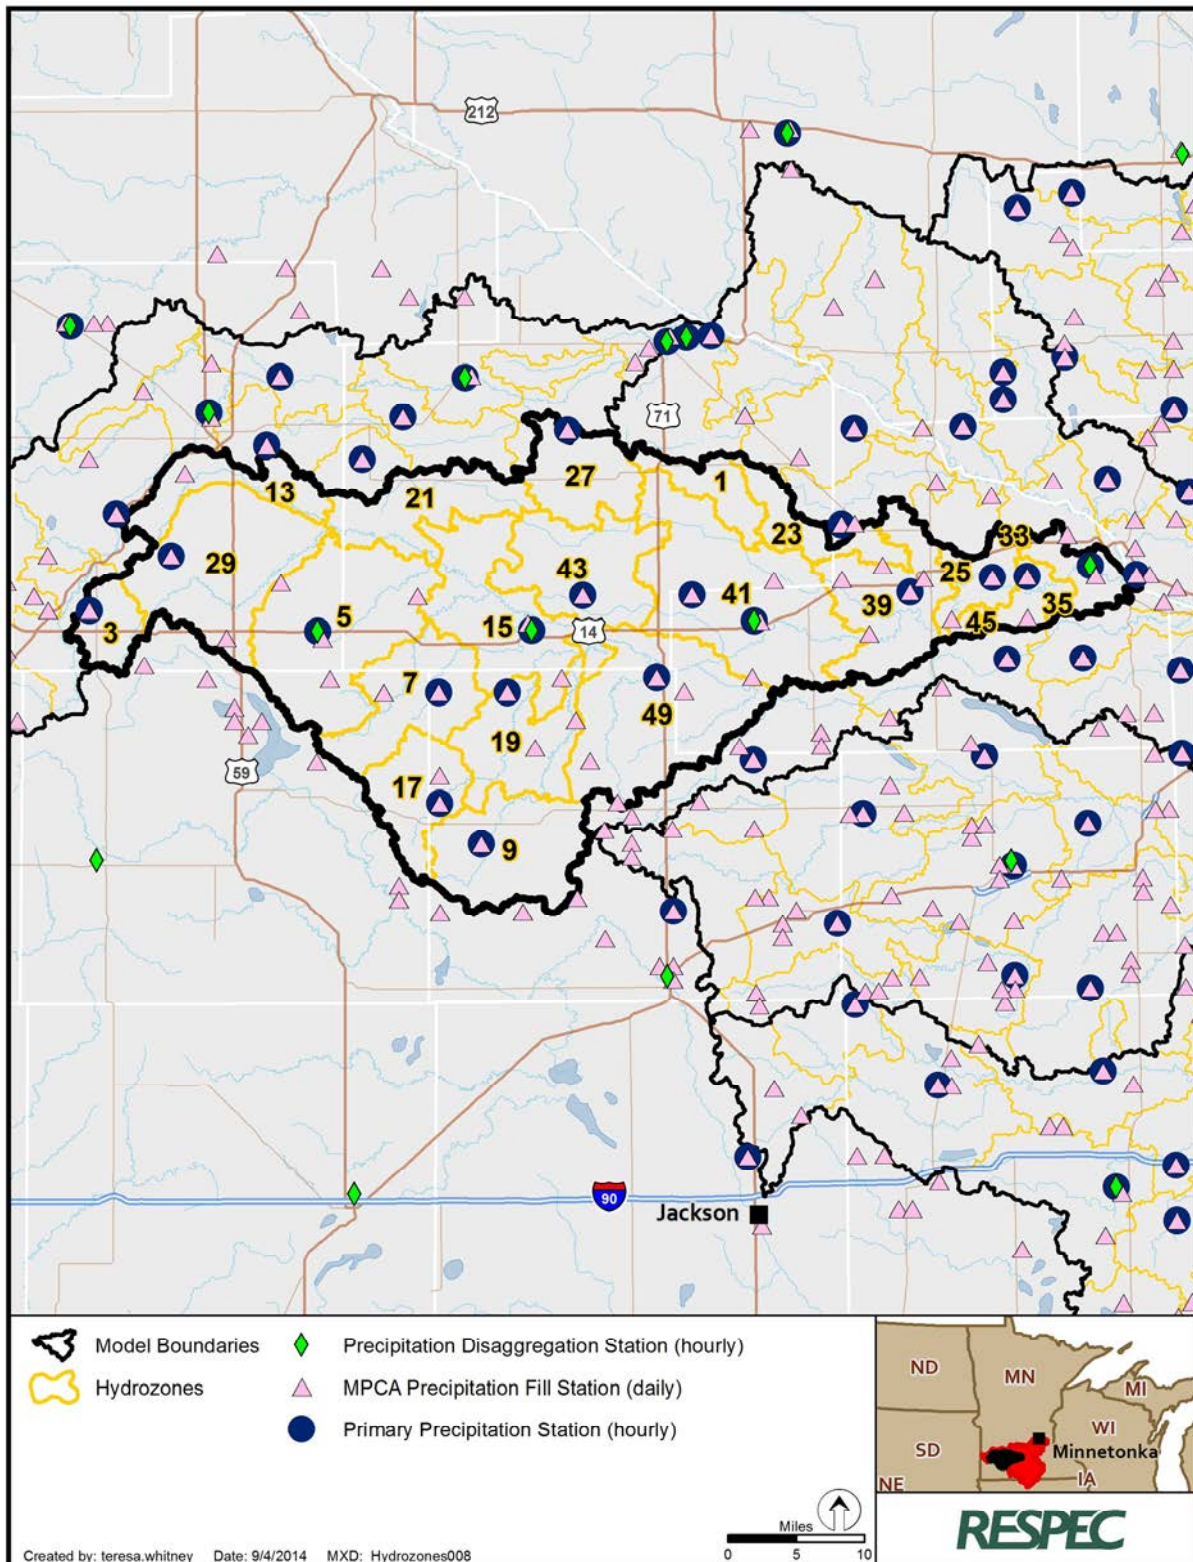 212
71
27
1
13
21
23
33
29
43
25
5
41
39
35
3
15
14
45
7
49
19
59
17
9
90
Jackson
Model Boundaries
Precipitation Disaggregation Station (hourly)
Hydrozones
MPCA Precipitation Fill Station (daily)
Primary Precipitation Station (hourly)
ND
MN
MI
WI
SD
Minnetonka
NE
IA
Miles
0 5 10
RESPEC
Created by: teresa.whitney Date: 9/4/2014 MXD: Hydrozones008